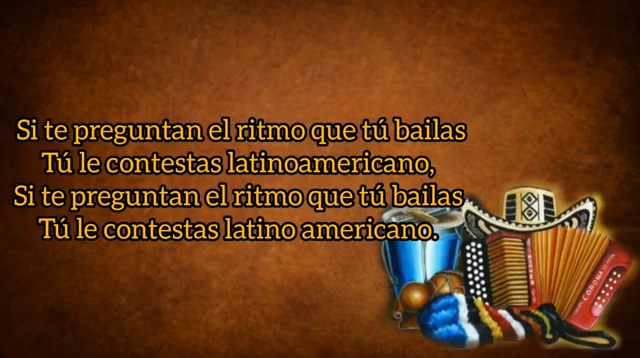 Si te preguntan el ritmo que tú bailas
Tú le contestas latinoamericano,
Si te preguntan el ritmo que tú bailas
Tú le contestas latino americano.
CORONA